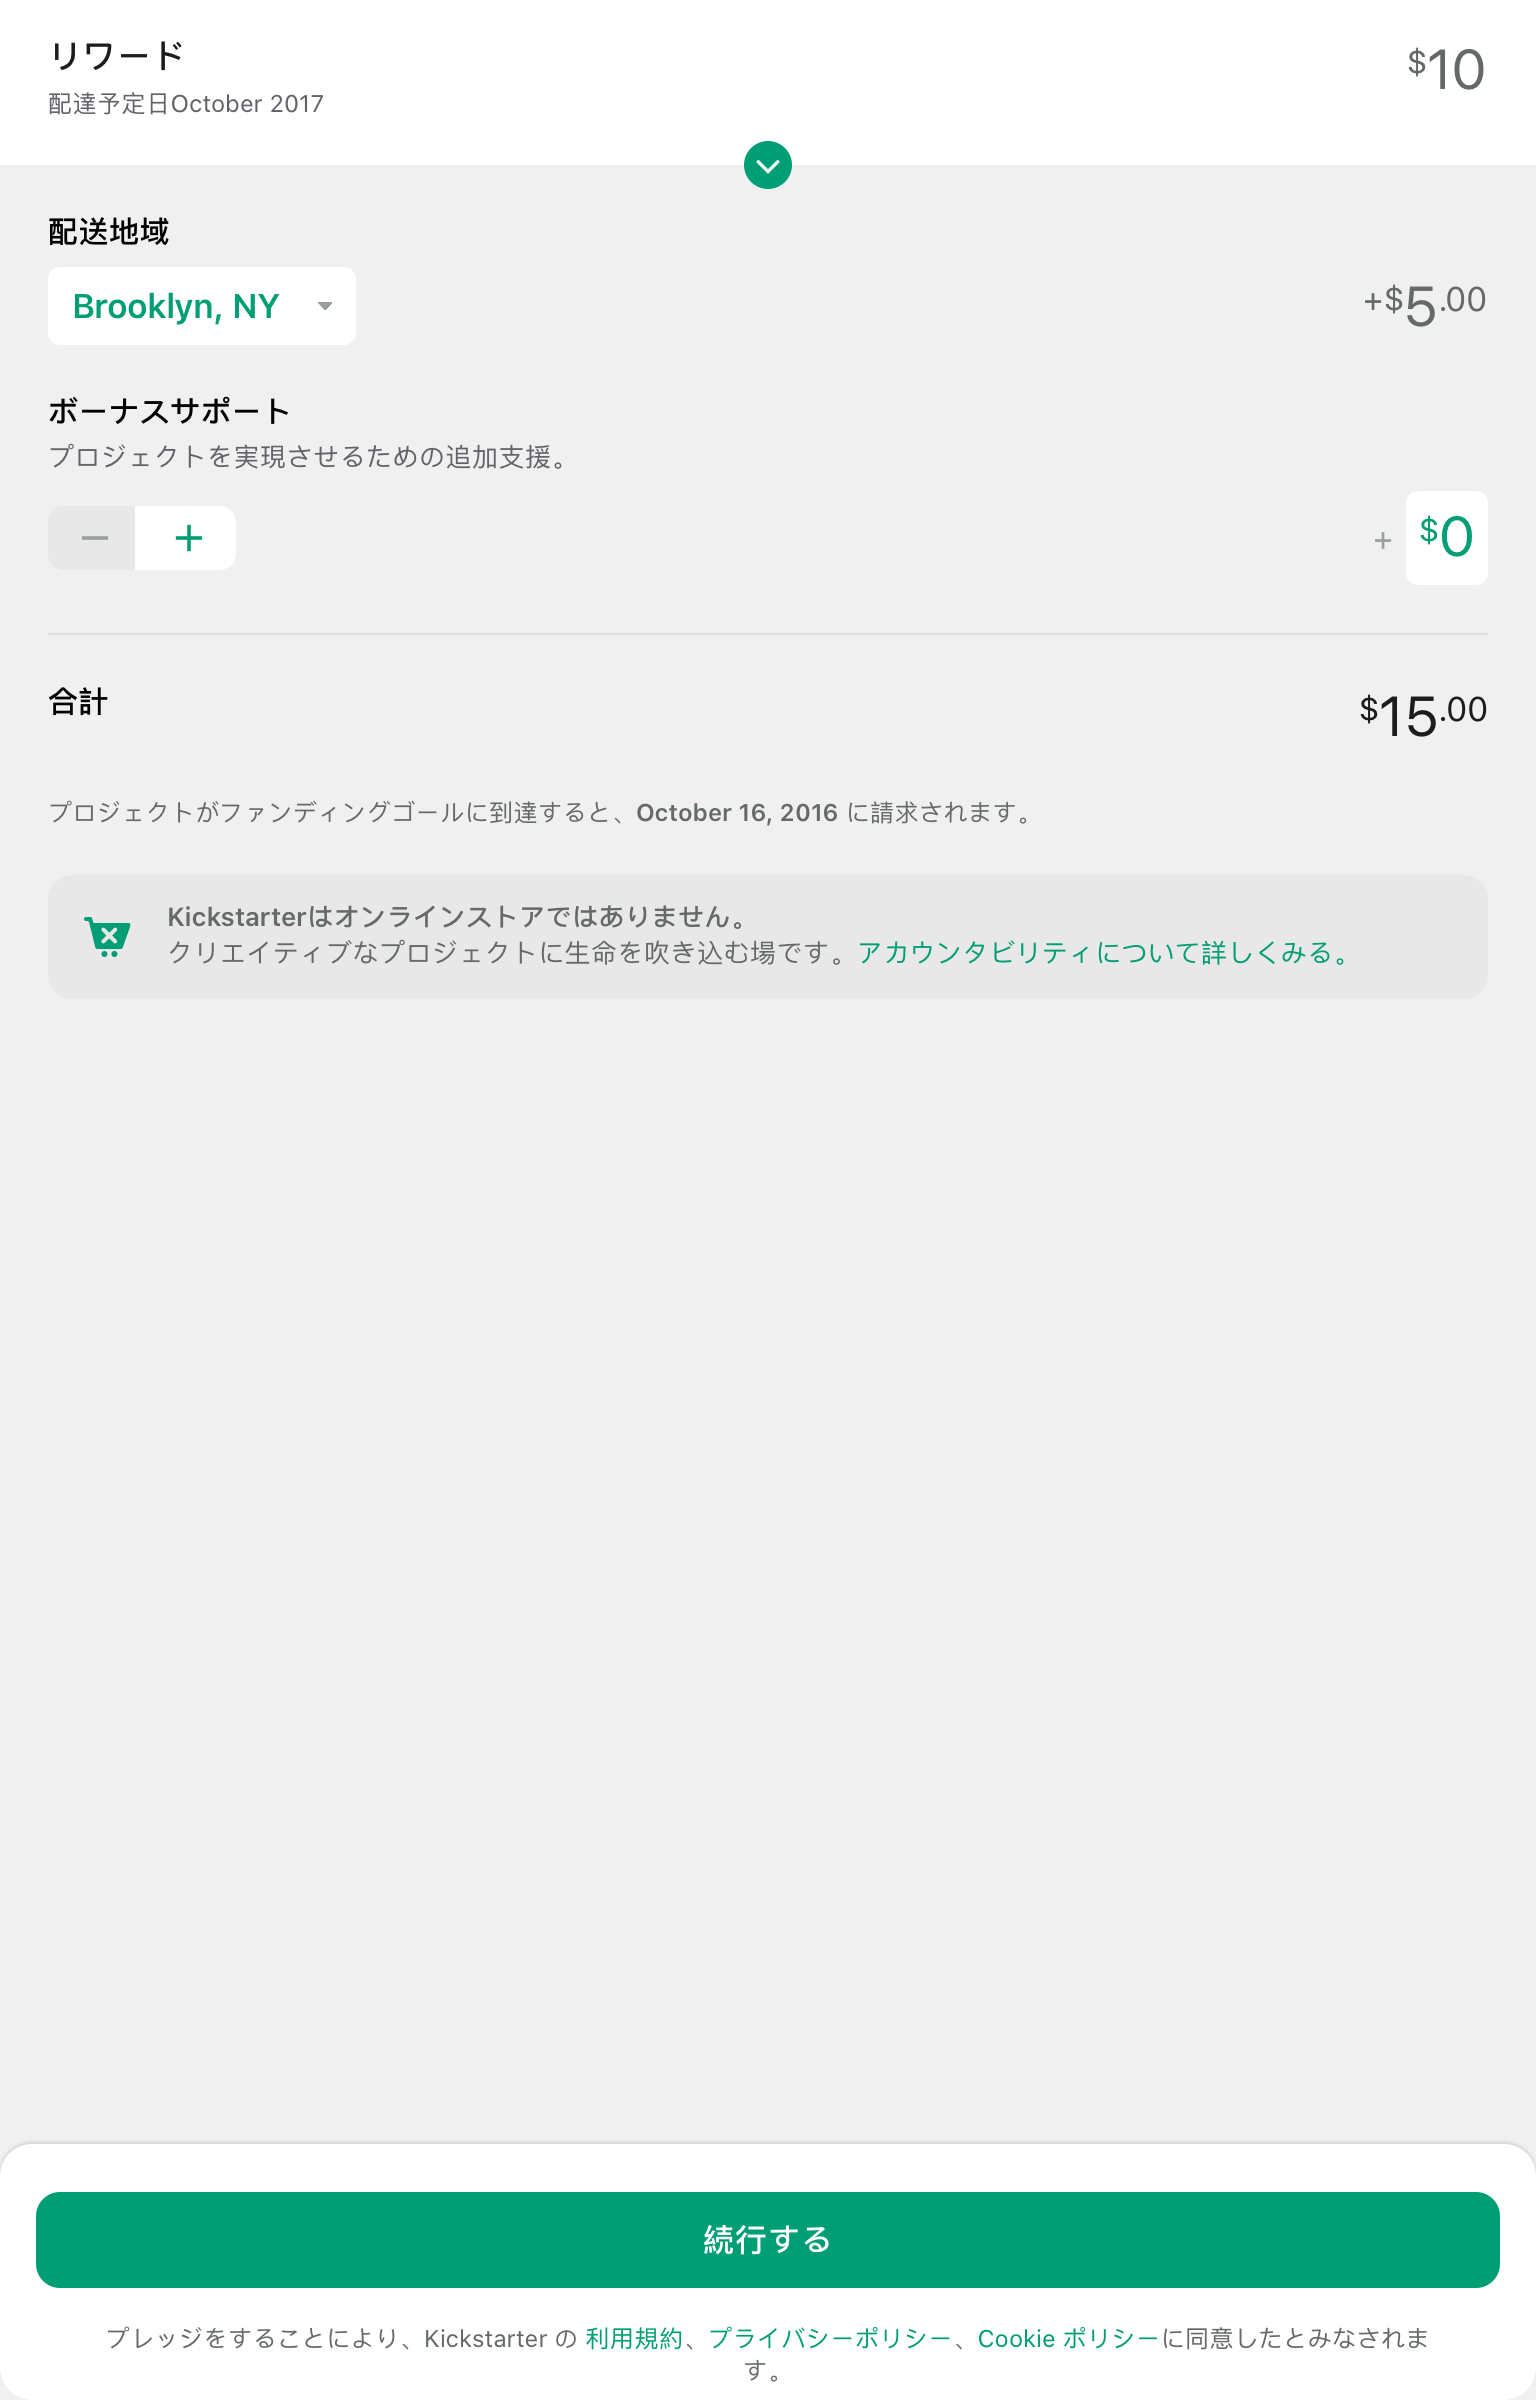 リワード
$10
配達予定日October 2017
配送地域
Brooklyn, NY
+$5.00
ボーナスサポート
プロジェクトを実現させるための追加支援。
+ $0
合計
$15.00
プロジェクトがファンディングゴールに到達すると、October 16, 2016 に請求されます。
Kickstarterはオンラインストアではありません。
クリエイティブなプロジェクトに生命を吹き込む場です。アカウンタビリティについて詳しくみる。
続行する
プレッジをすることにより、Kickstarter の 利用規約、プライバシーポリシー、Cookie ポリシーに同意したとみなされま
す。